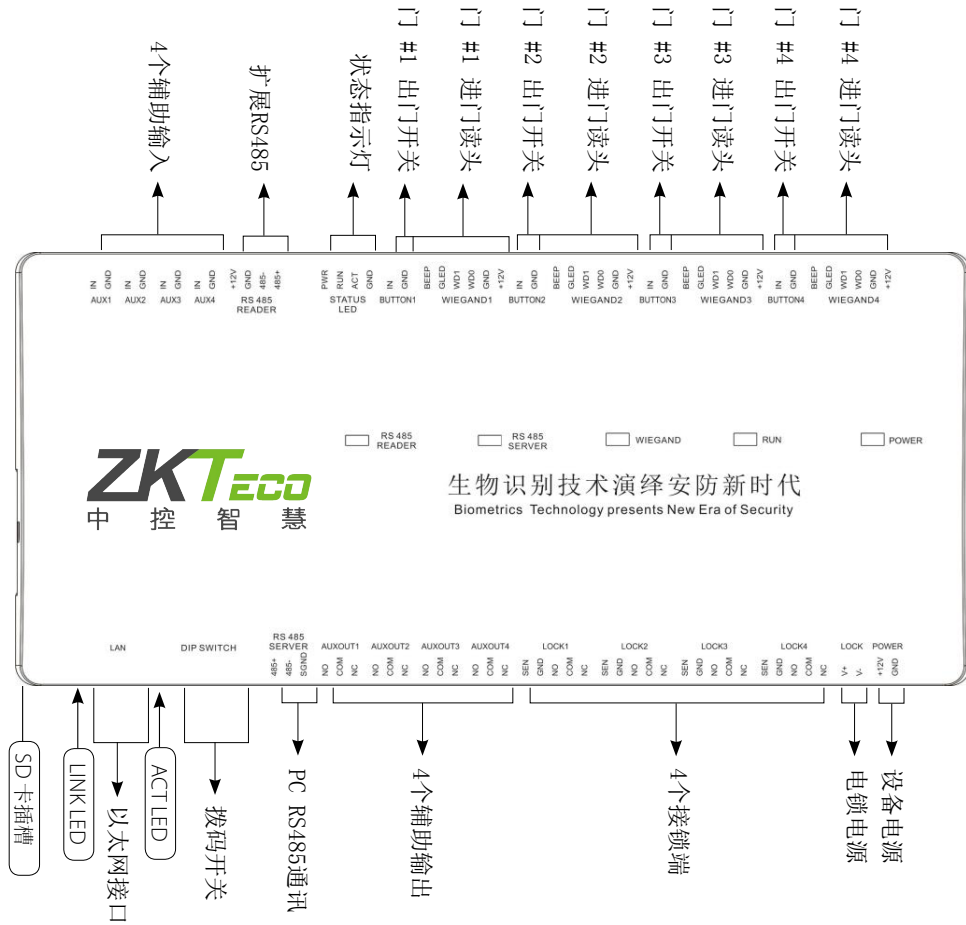 4个辅助输入
扩展RS485
状态指示灯
门 #1 出门开关
门 #1 进门读头
门 #2 出门开关
门 #2 进门读头
门 #3 出门开关
门 #3 进门读头
门 #4 出门开关
门 #4 进门读头
IN GND IN GND IN GND IN GND +12V GND 485- 485+ PWR RUN ACT GND IN GND BEEP GLED WD1 WD0 GND +12V IN GND BEEP GLED WD1 WD0 GND +12V IN GND BEEP GLED WD1 WD0 GND +12V IN GND BEEP GLED WD1 WD0 GND +12V
AUX1 AUX2 AUX3 AUX4 RS 485 READER STATUS LED BUTTON1 WIEGAND1 BUTTON2 WIEGAND2 BUTTON3 WIEGAND3 BUTTON4 WIEGAND4
RS 485 READER
RS 485 SERVER
WIEGAND
RUN
POWER
ZKTECO
中控智慧
生物识别技术演绎安防新时代
Biometrics Technology presents New Era of Security
LAN DIP SWITCH RS 485 SERVER AUXOUT1 AUXOUT2 AUXOUT3 AUXOUT4 LOCK1 LOCK2 LOCK3 LOCK4 LOCK POWER
485+ 485- SGND NO COM NC NO COM NC NO COM NC NO COM NC SEN GND NO COM NC SEN GND NO COM NC SEN GND NO COM NC SEN GND NO COM NC V+ V- +12V GND
SD 卡插槽
LINK LED
以太网接口
ACT LED
拨码开关
PC RS485通讯
4个辅助输出
4个接锁端
电锁电源
设备电源